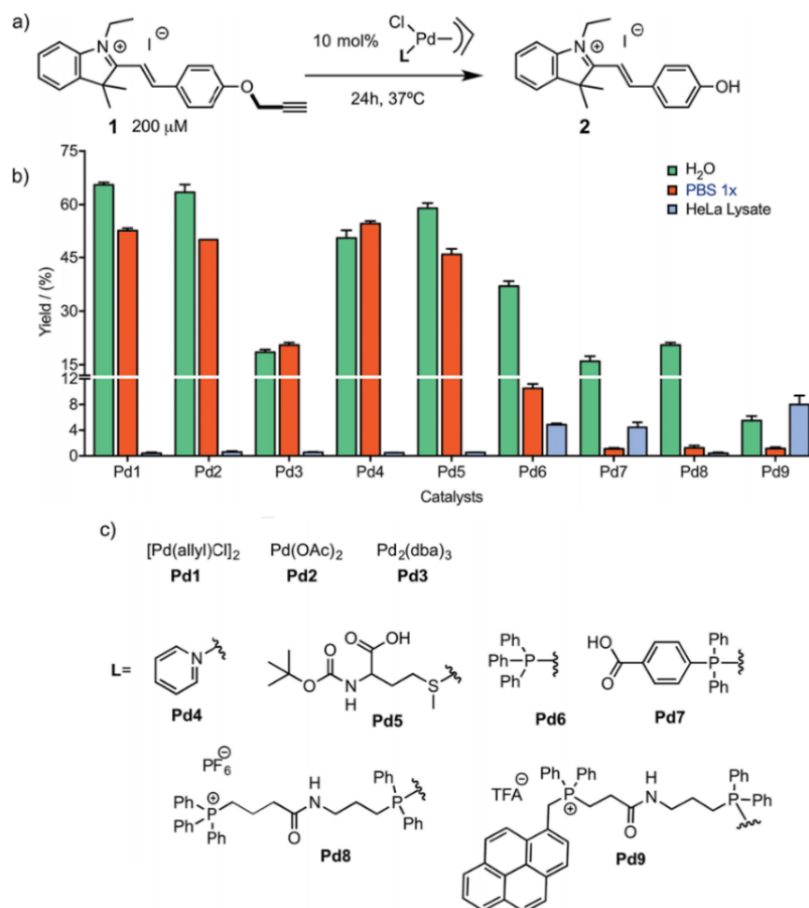 a)
N
⊕
I
⊖
O
1 200 μM
10 mol%
Cl
Pd
L
24h, 37ºC
N
⊕
I
⊖
OH
2
b)
75
60
45
30
15
12
8
4
0
Yield / (%)
H2O
PBS 1x
HeLa Lysate
Pd1 Pd2 Pd3 Pd4 Pd5 Pd6 Pd7 Pd8 Pd9
Catalysts
c)
[Pd(allyl)Cl]2 Pd(OAc)2 Pd2(dba)3
Pd1 Pd2 Pd3
L=
N
Pd4
O
OH
O
O
N
H
S
Pd5
Ph
Ph P
Ph
Pd6
HO
O
Ph
P
Ph
Pd7
PF6
⊖
Ph
⊕
Ph P
Ph
O
H
N
Ph
P
Ph
Pd8
TFA
⊖
Ph Ph
P
⊕
O
H
N
Ph
P Ph
Pd9